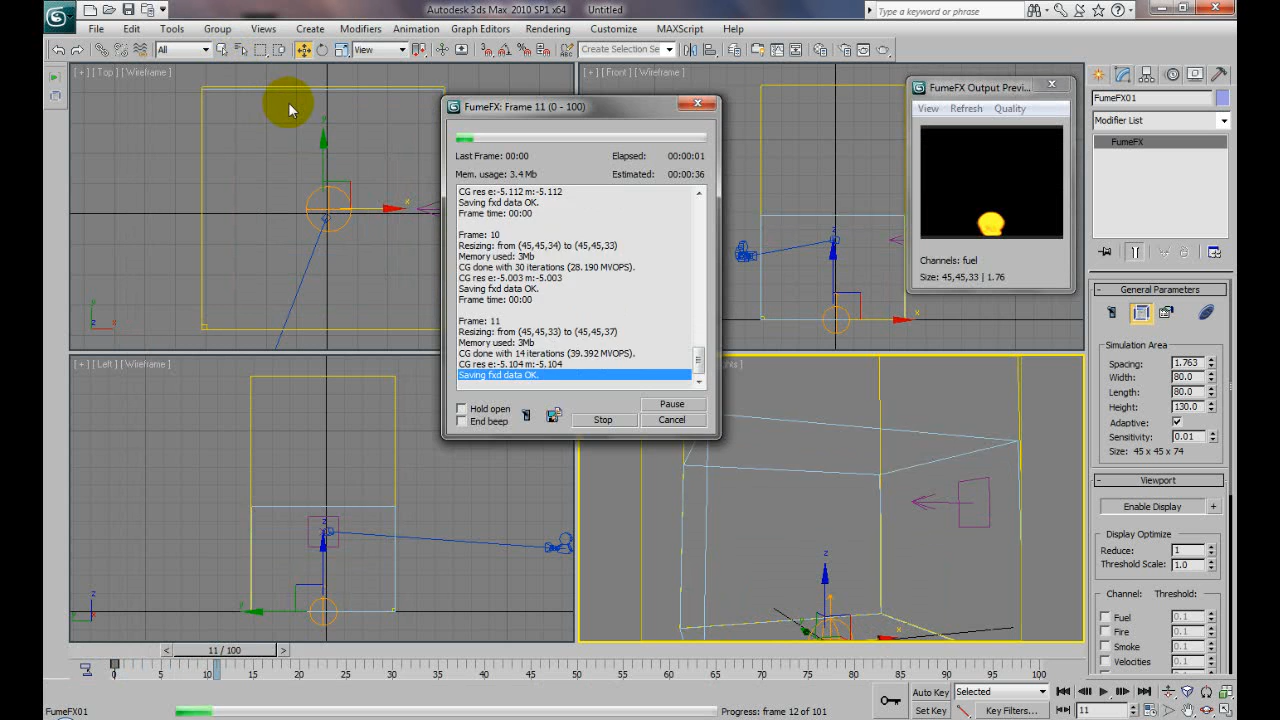 Autodesk 3ds Max 2010 SP1 x64 Untitled
Type a keyword or phrase
File Edit Tools Group Views Create Modifiers Animation Graph Editors Rendering Customize MAXScript Help
All View Create Selection Se
[ + ] [ Top ] [ Wireframe ]
[ + ] [ Front ] [ Wireframe ]
FumeFX: Frame 11 (0 - 100)
Last Frame: 00:00 Elapsed: 00:00:01
Mem. usage: 3.4 Mb Estimated: 00:00:36
CG res e:-5.112 m:-5.112
Saving fxd data OK.
Frame time: 00:00
Frame: 10
Resizing: from (45,45,34) to (45,45,33)
Memory used: 3Mb
CG done with 30 iterations (28.190 MVOPS).
CG res e:-5.003 m:-5.003
Saving fxd data OK.
Frame time: 00:00
Frame: 11
Resizing: from (45,45,33) to (45,45,37)
Memory used: 3Mb
CG done with 14 iterations (39.392 MVOPS).
CG res e:-5.104 m:-5.104
Saving fxd data OK.
Hold open
End beep
Pause
Stop Cancel
FumeFX Output Previ...
View Refresh Quality
Channels: fuel
Size: 45,45,33 | 1.76
FumeFX01
Modifier List
FumeFX
General Parameters
Simulation Area
Spacing: 1.763
Width: 80.0
Length: 80.0
Height: 130.0
Adaptive:
Sensitivity: 0.01
Size: 45 x 45 x 74
Viewport
Enable Display +
Display Optimize
Reduce: 1
Threshold Scale: 1.0
Channel: Threshold:
Fuel 0.1
Fire 0.1
Smoke 0.1
Velocities 0.1
[ + ] [ Left ] [ Wireframe ]
x
y
z
11 / 100
0 5 10 15 20 25 30 35 40 45 50 55 60 65 70 75 80 85 90 95 100
FumeFX01
Progress: frame 12 of 101
Auto Key Selected
Set Key Key Filters... 11